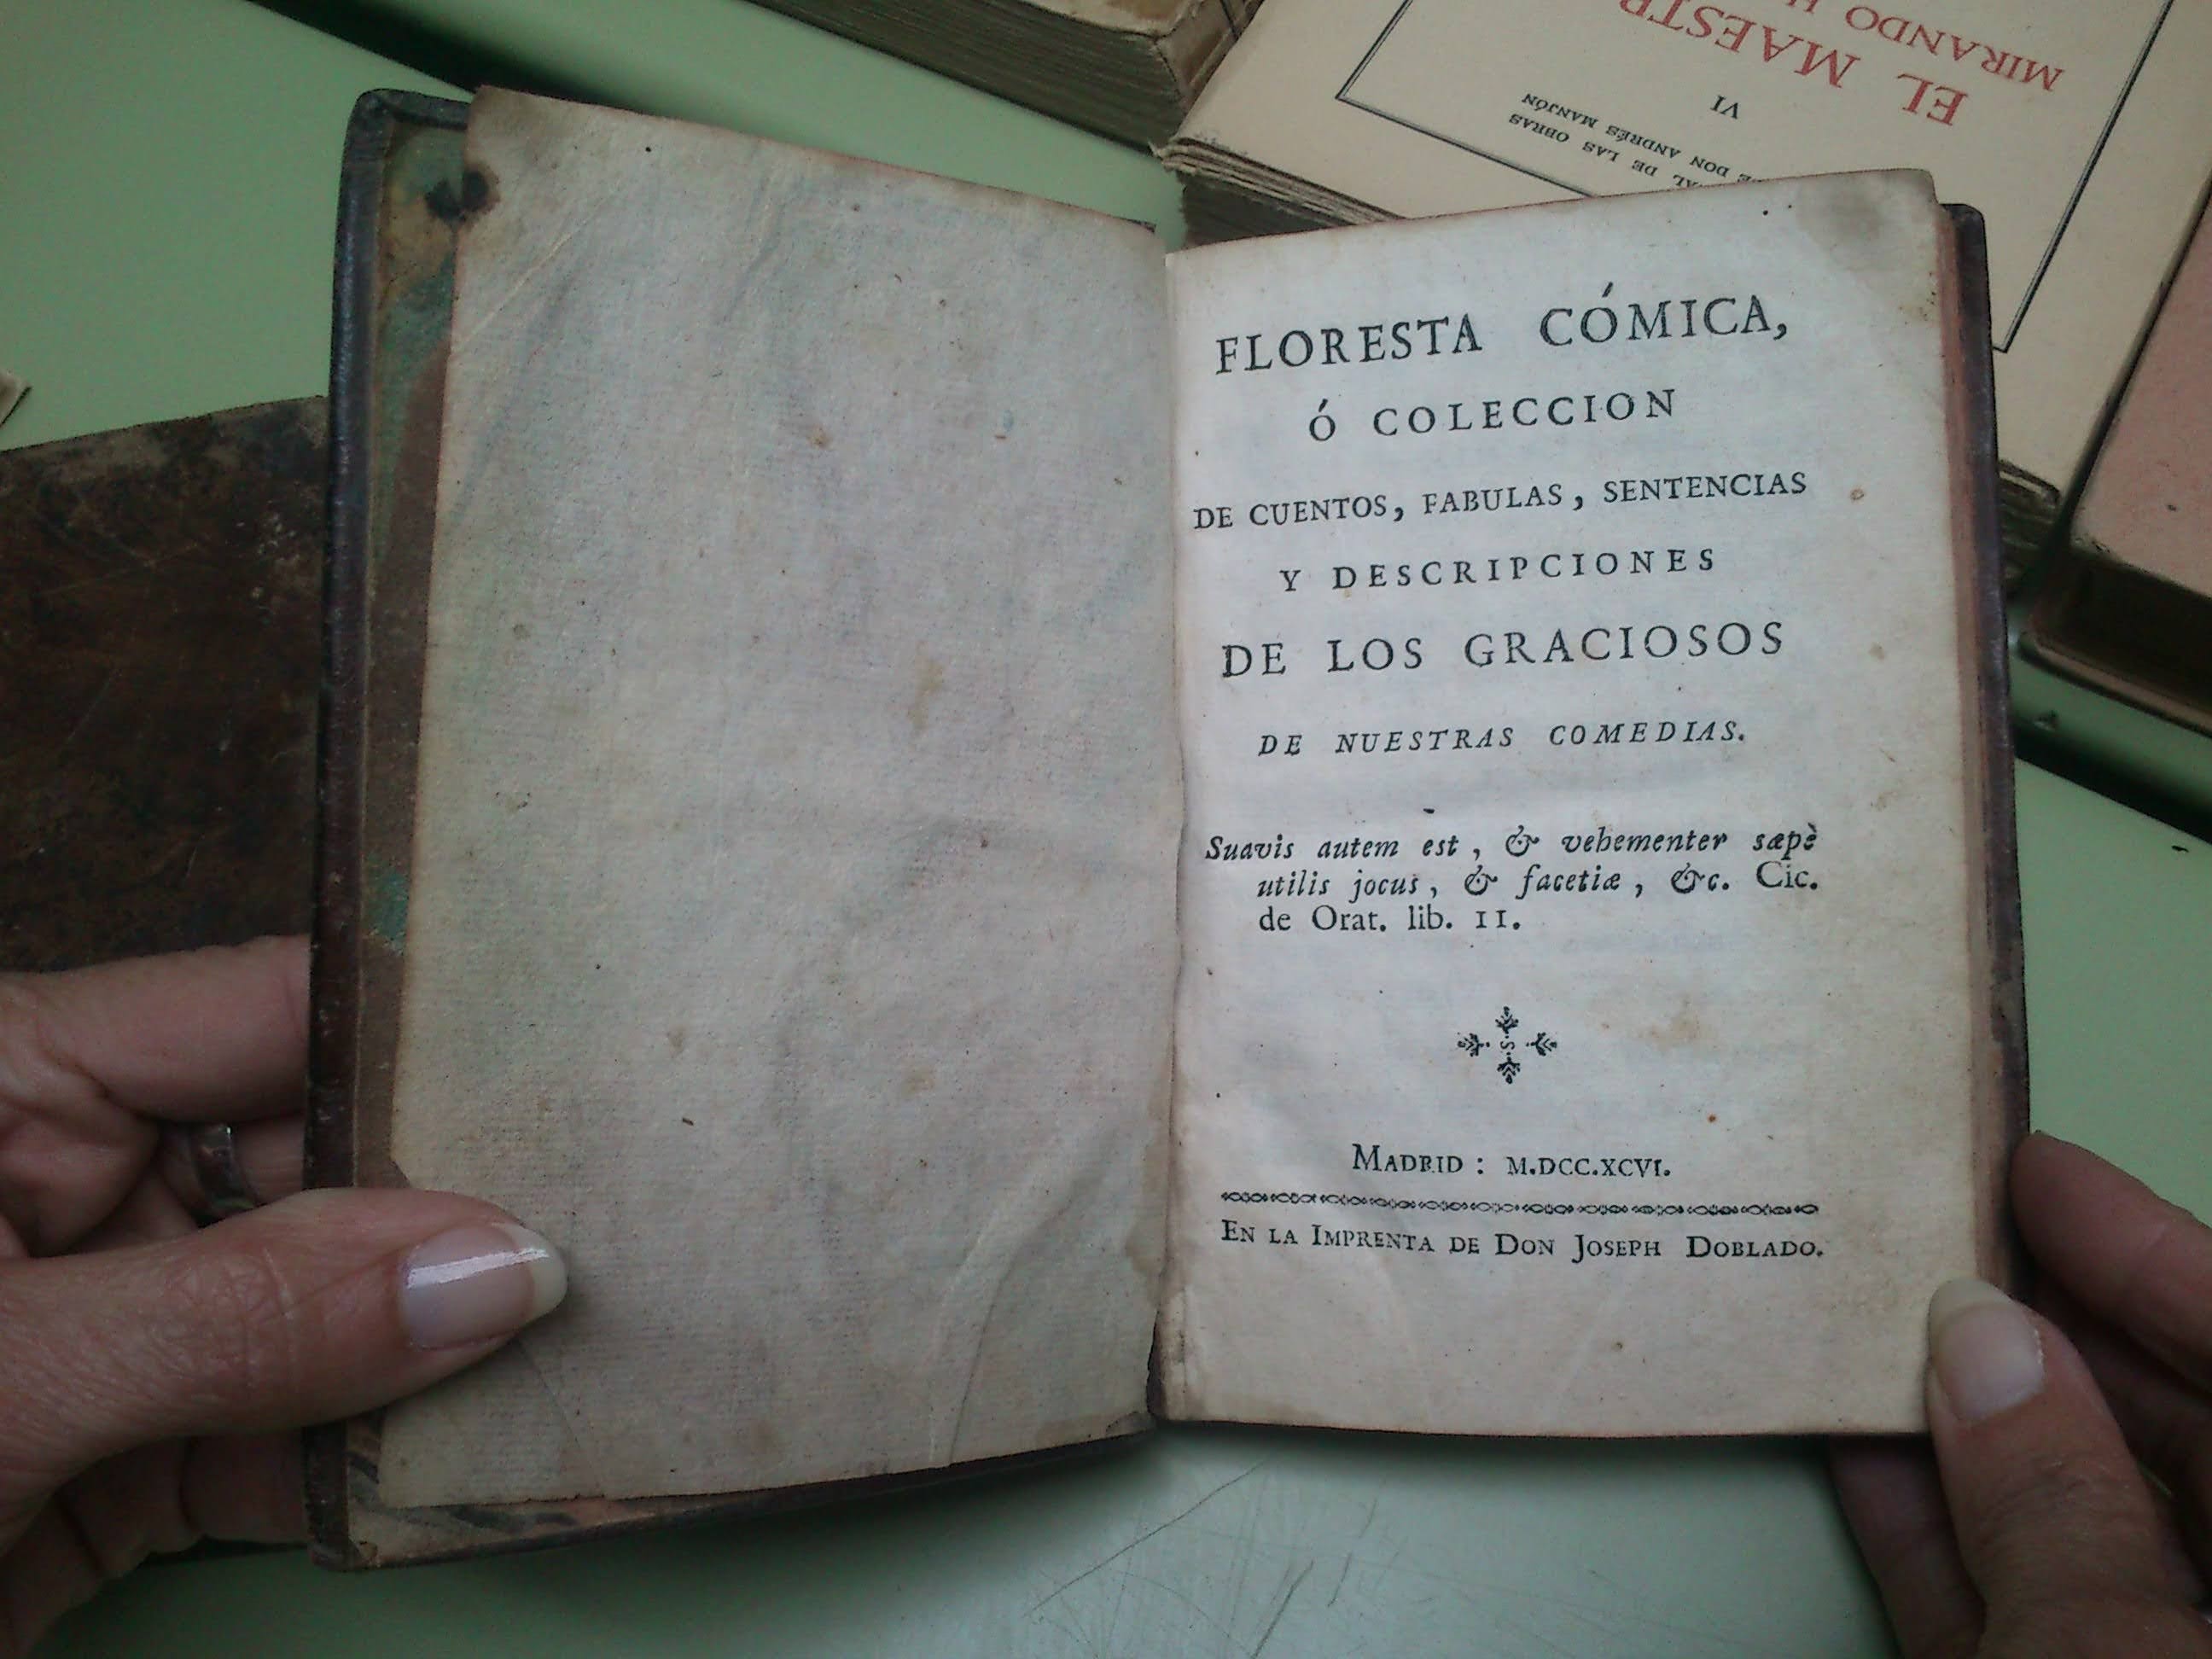 FLORESTA CÓMICA,
Ó COLECCION
DE CUENTOS, FABULAS, SENTENCIAS
Y DESCRIPCIONES
DE LOS GRACIOSOS
DE NUESTRAS COMEDIAS.
Suavis autem est, & vehementer sæpè
utilis jocus, & facetiæ, &c. Cic.
de Orat. lib. II.
MADRID: M.DCC.XCVI.
EN LA IMPRENTA DE DON JOSEPH DOBLADO.
DE LAS OBRAS
DON ANDRÉS MANJÓN
VI
EL
MIRANDO